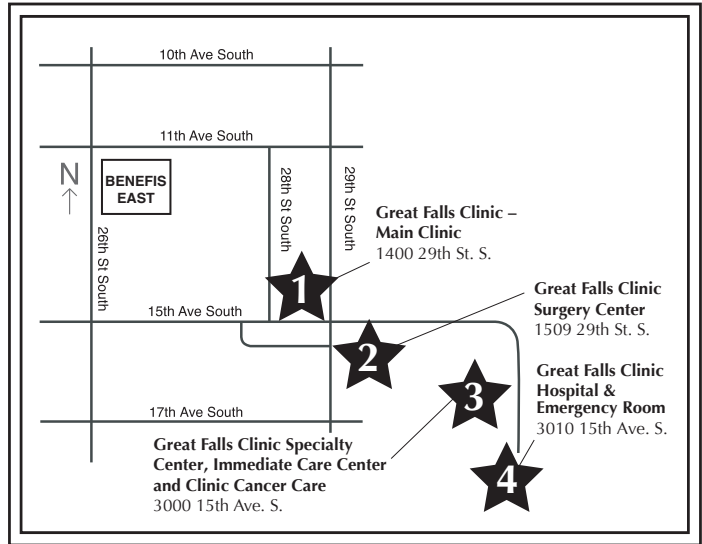 10th Ave South
11th Ave South
N
BENEFIS
EAST
26th St South
28th St South
29th St South
Great Falls Clinic –
Main Clinic
1400 29th St. S.
1
15th Ave South
Great Falls Clinic
Surgery Center
1509 29th St. S.
2
3
Great Falls Clinic
Hospital &
Emergency Room
3010 15th Ave. S.
17th Ave South
Great Falls Clinic Specialty
Center, Immediate Care Center
and Clinic Cancer Care
3000 15th Ave. S.
4